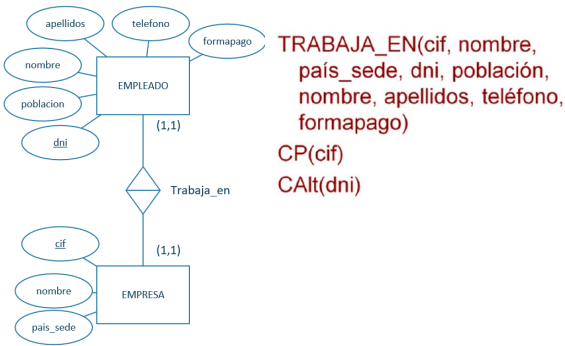 apellidos
telefono
formapago
nombre
EMPLEADO
poblacion
dni
(1,1)
Trabaja_en
(1,1)
cif
nombre
EMPRESA
pais_sede
TRABAJA_EN(cif, nombre,
país_sede, dni, población,
nombre, apellidos, teléfono,
formapago)
CP(cif)
CAlt(dni)